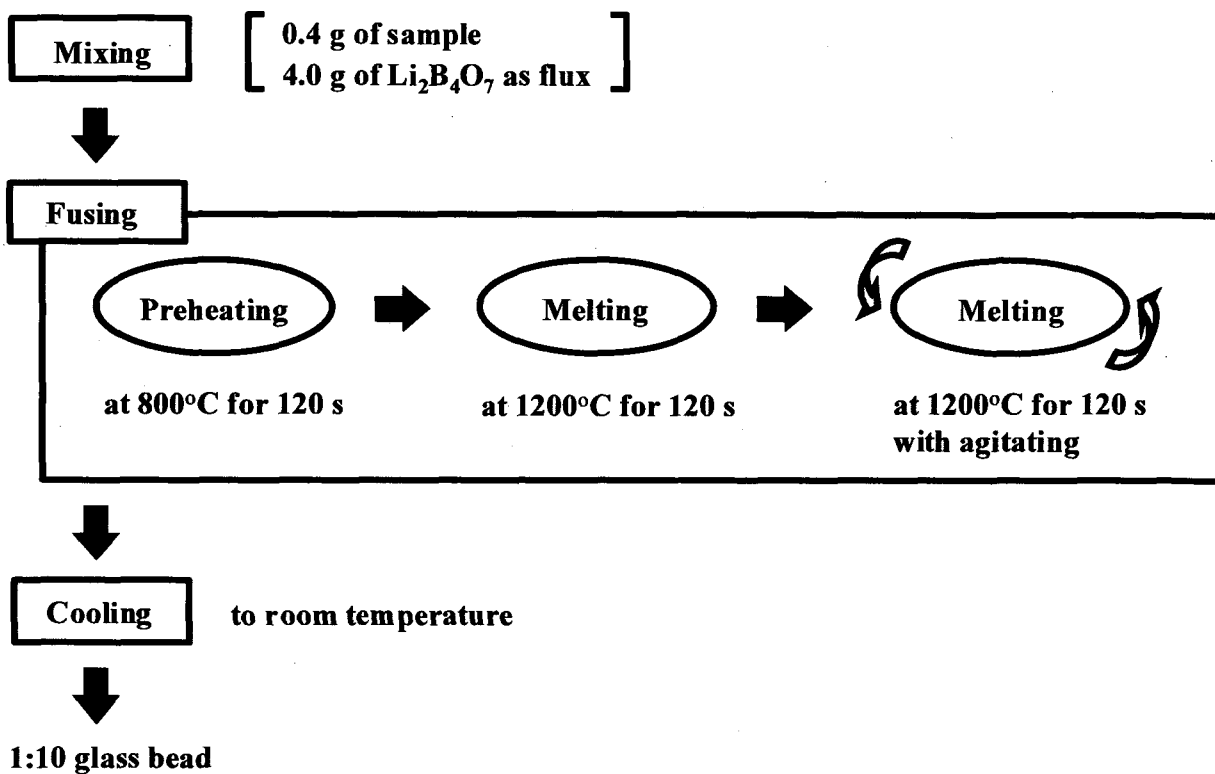 Mixing
0.4 g of sample
4.0 g of Li₂B₄O₇ as flux
Fusing
Preheating
Melting
Melting
at 800°C for 120 s
at 1200°C for 120 s
at 1200°C for 120 s
with agitating
Cooling
to room temperature
1:10 glass bead